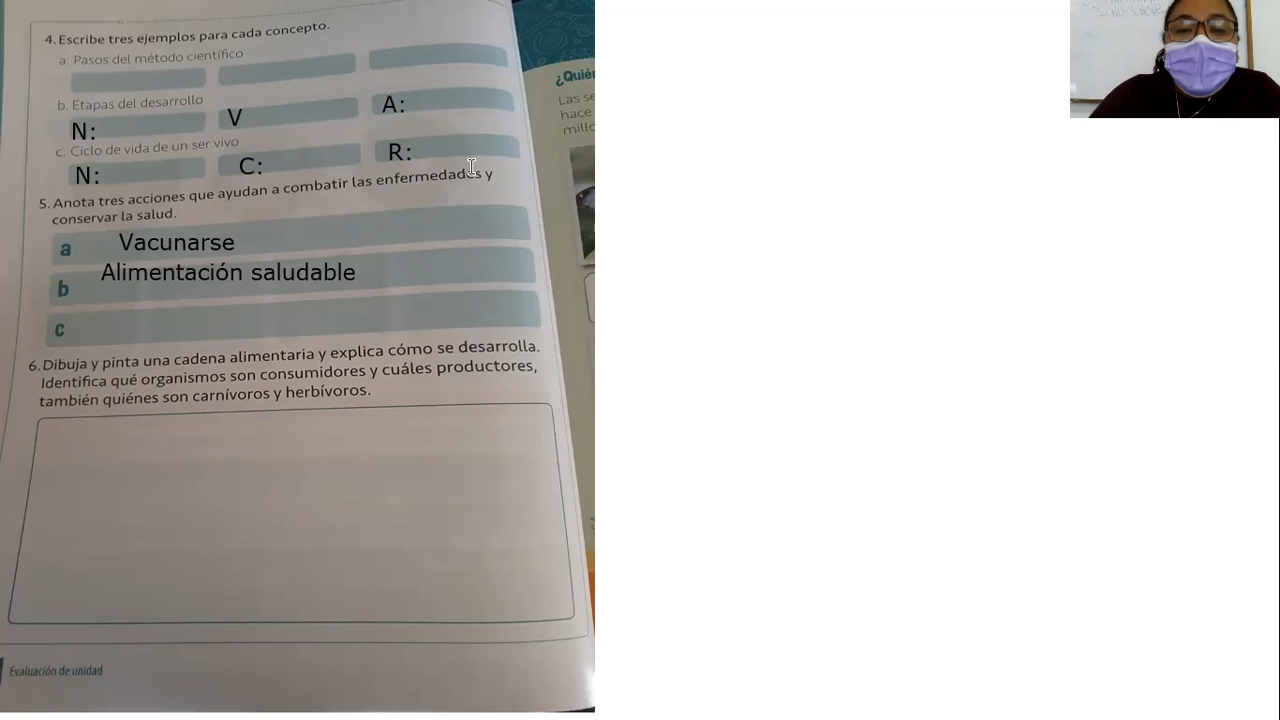 4. Escribe tres ejemplos para cada concepto.
a. Pasos del método científico
b. Etapas del desarrollo
N: V A:
c. Ciclo de vida de un ser vivo
N: C: R:
5. Anota tres acciones que ayudan a combatir las enfermedades y
conservar la salud.
a Vacunarse
b Alimentación saludable
c
6. Dibuja y pinta una cadena alimentaria y explica cómo se desarrolla.
Identifica qué organismos son consumidores y cuáles productores,
también quiénes son carnívoros y herbívoros.
Evaluación de unidad
¿Quié
Las se
hace
millo